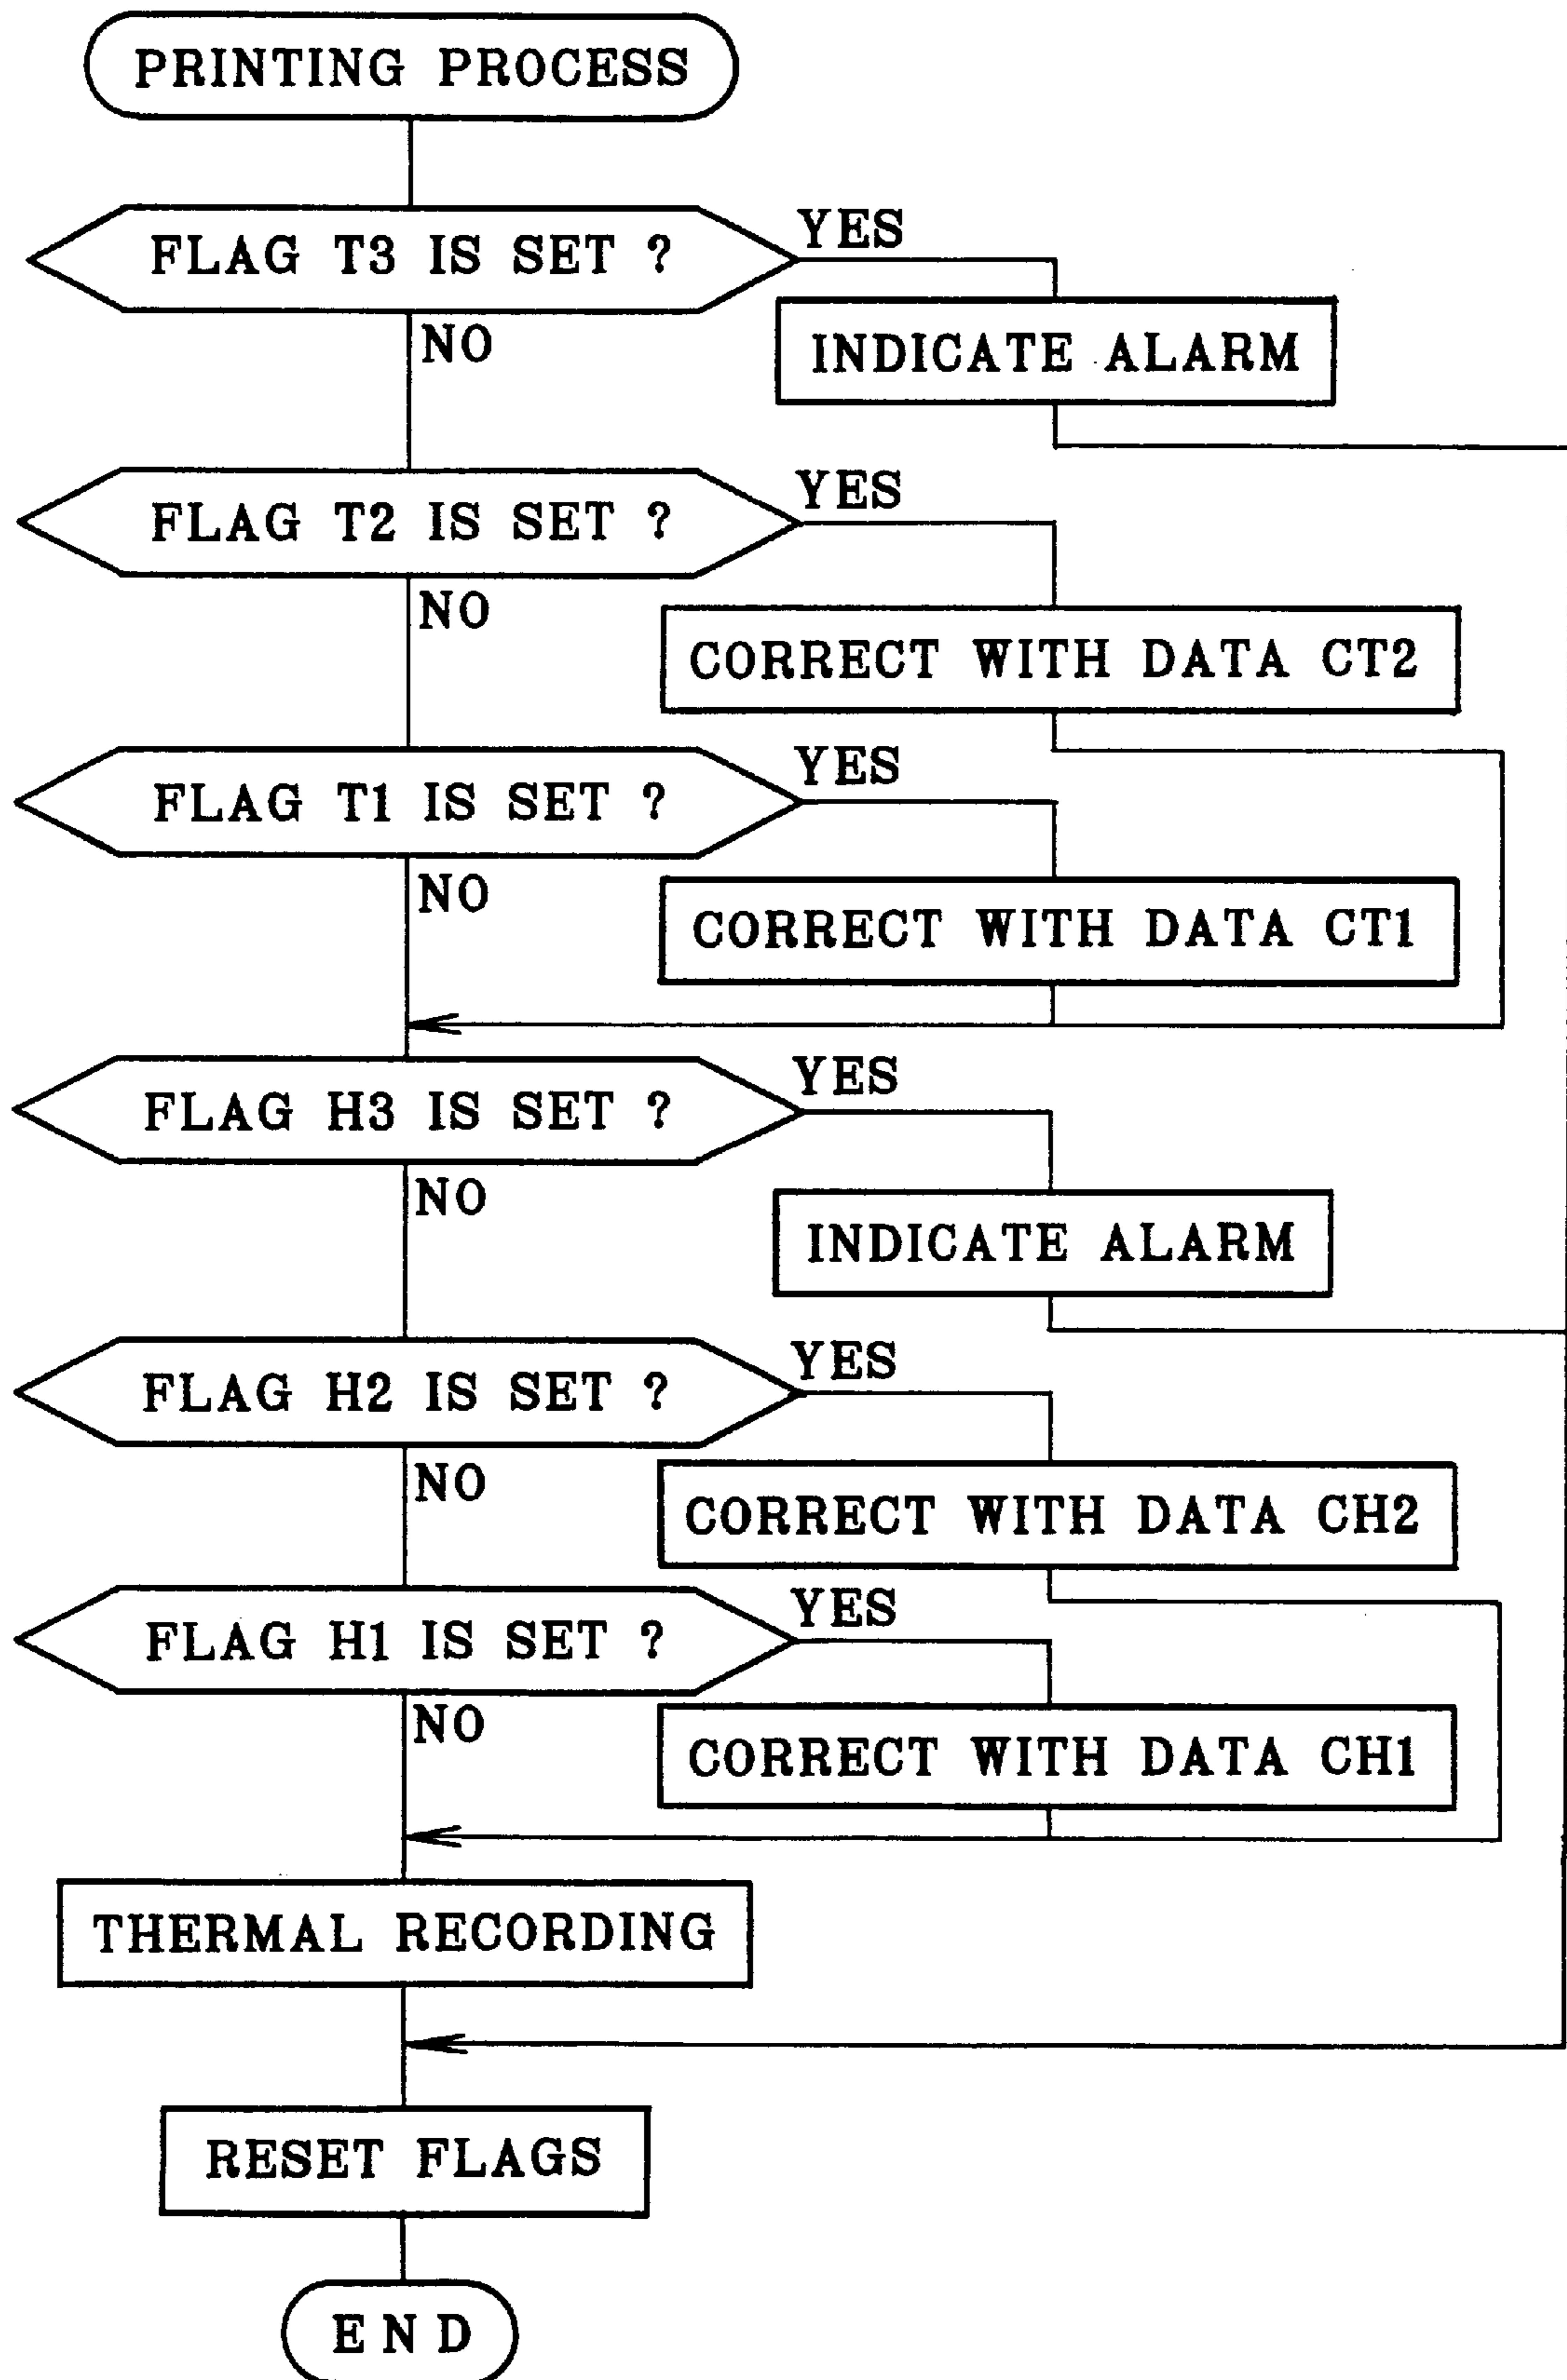 PRINTING PROCESS
FLAG T3 IS SET ?
YES
NO
INDICATE ALARM
FLAG T2 IS SET ?
YES
NO
CORRECT WITH DATA CT2
FLAG T1 IS SET ?
YES
NO
CORRECT WITH DATA CT1
FLAG H3 IS SET ?
YES
NO
INDICATE ALARM
FLAG H2 IS SET ?
YES
NO
CORRECT WITH DATA CH2
FLAG H1 IS SET ?
YES
NO
CORRECT WITH DATA CH1
THERMAL RECORDING
RESET FLAGS
END